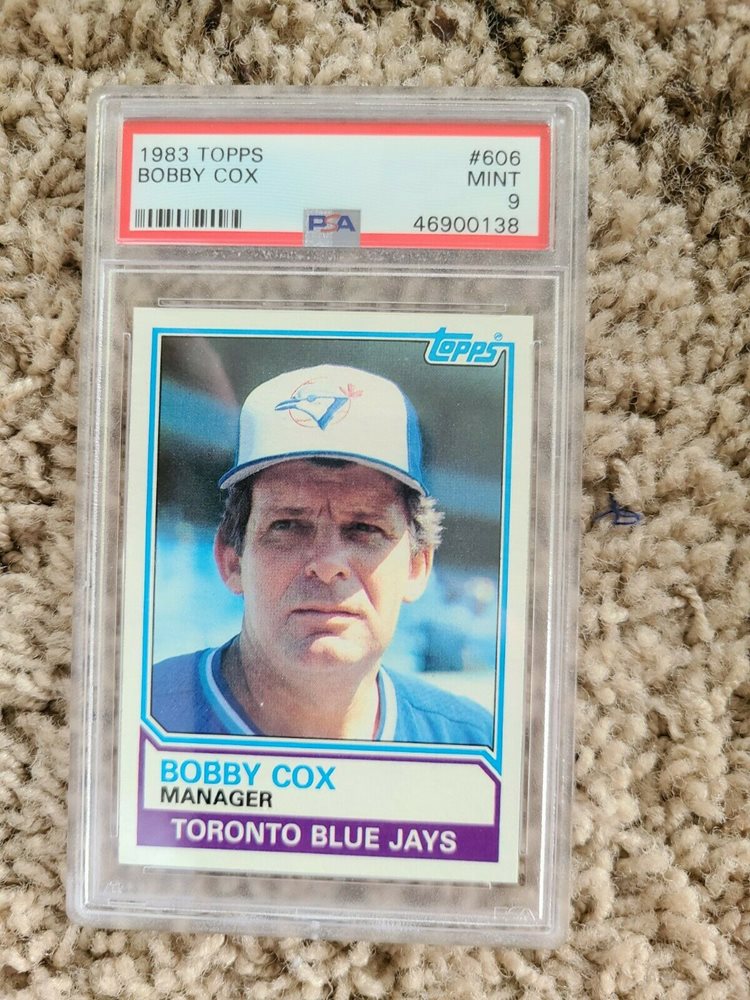 1983 TOPPS #606
BOBBY COX MINT
9
PSA 46900138
topps
BOBBY COX
MANAGER
TORONTO BLUE JAYS